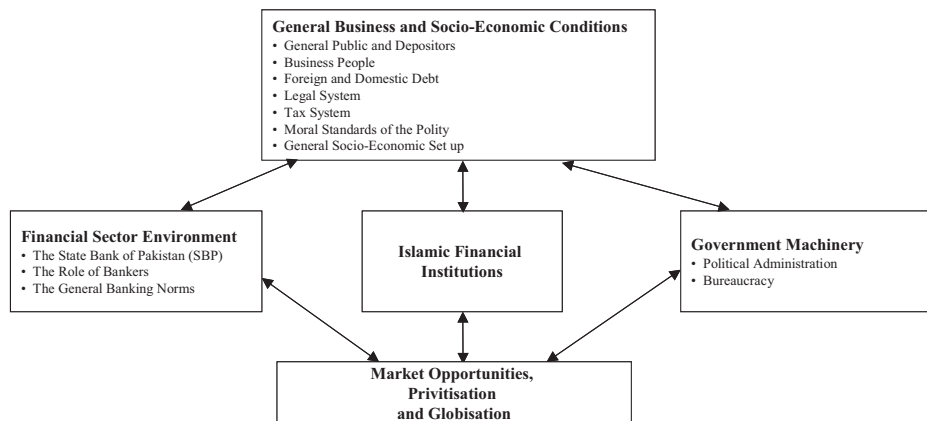 General Business and Socio-Economic Conditions
• General Public and Depositors
• Business People
• Foreign and Domestic Debt
• Legal System
• Tax System
• Moral Standards of the Polity
• General Socio-Economic Set up
Financial Sector Environment
• The State Bank of Pakistan (SBP)
• The Role of Bankers
• The General Banking Norms
Islamic Financial
Institutions
Government Machinery
• Political Administration
• Bureaucracy
Market Opportunities,
Privitisation
and Globisation